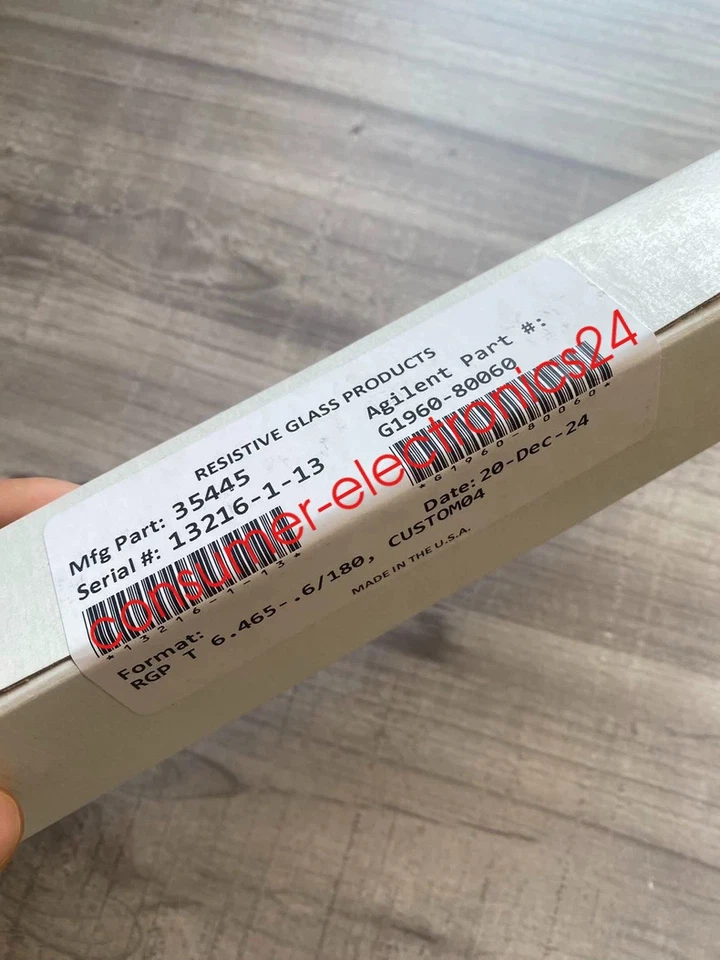 RESISTIVE GLASS PRODUCTS
Mfg Part: 35445
Serial #: 13216-1-13
*13216-1-13*
Agilent Part #:
G1960-80060
*G1960-80060*
Date: 20-Dec-24
Format:
RGP T 6.465-.6/180, CUSTOM04
MADE IN THE U.S.A.
consumer-electronics24